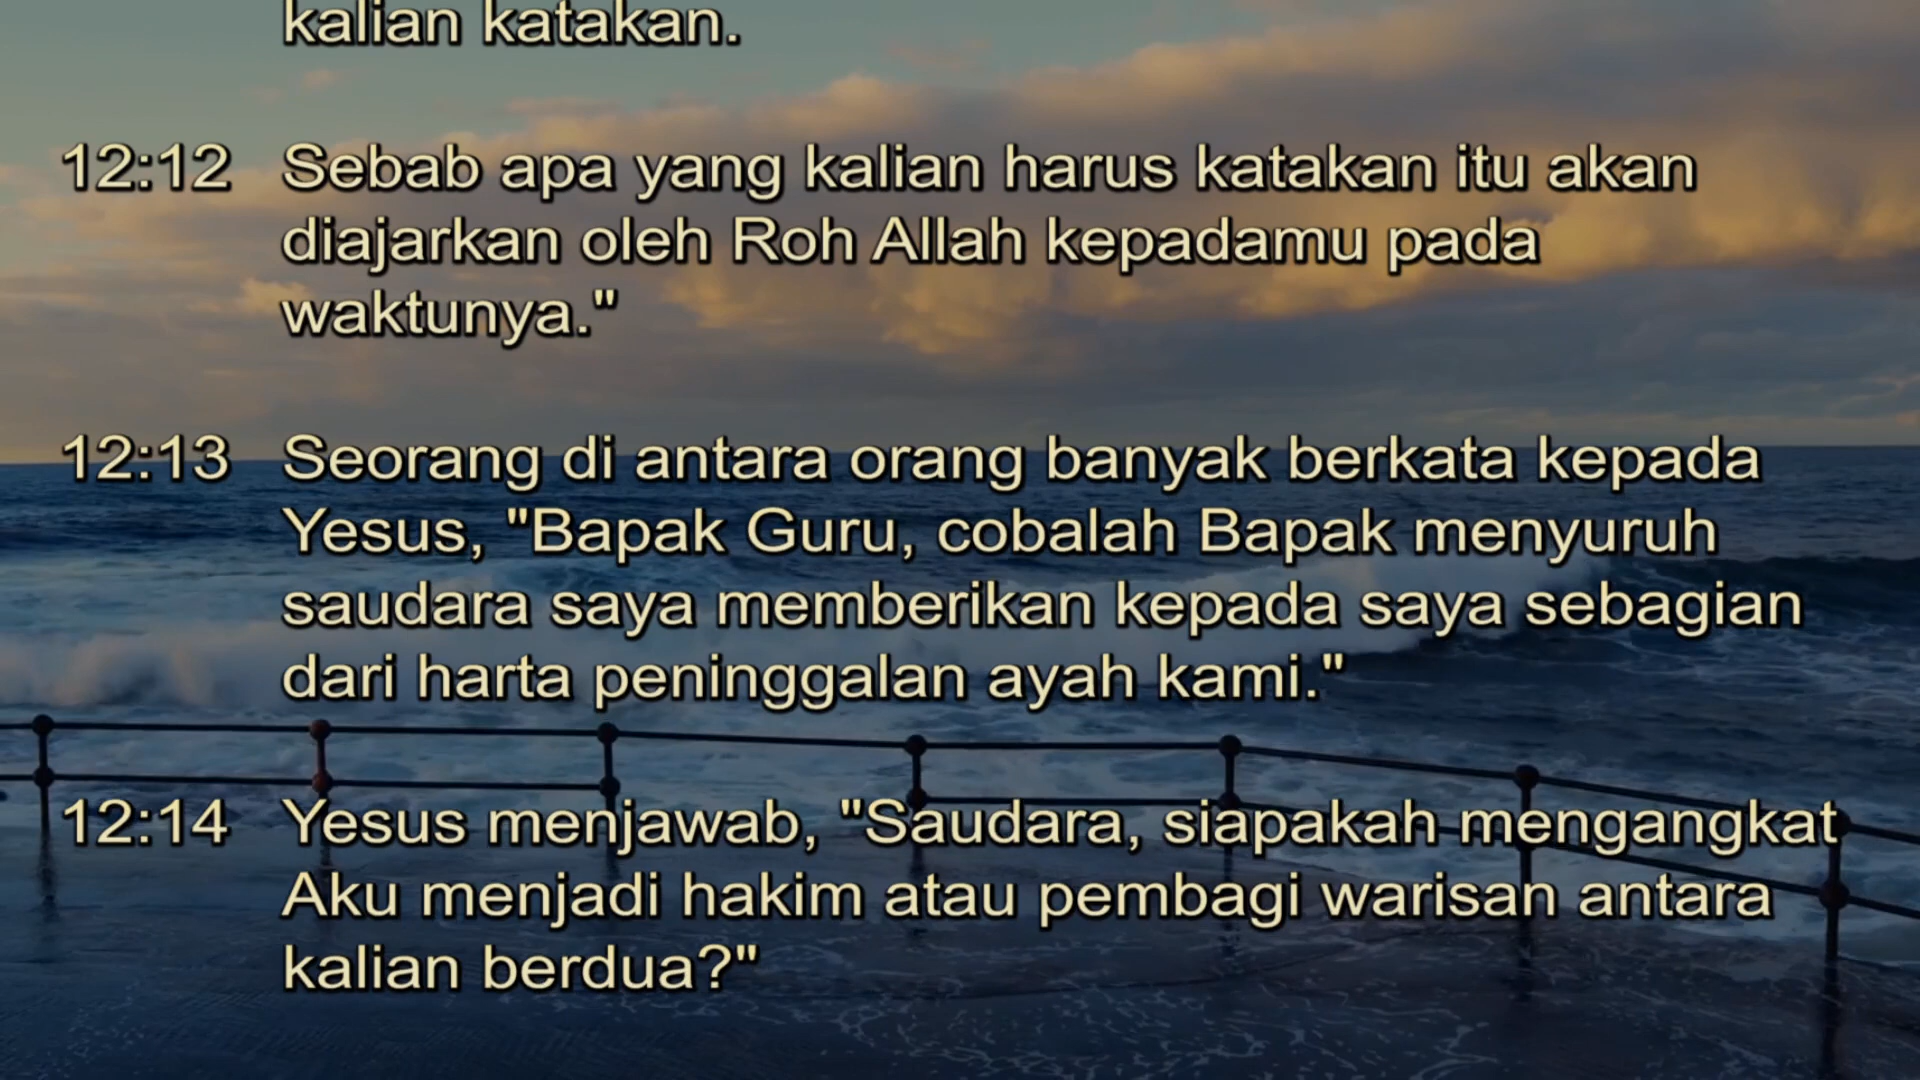 kalian katakan.
12:12 Sebab apa yang kalian harus katakan itu akan
diajarkan oleh Roh Allah kepadamu pada
waktunya."
12:13 Seorang di antara orang banyak berkata kepada
Yesus, "Bapak Guru, cobalah Bapak menyuruh
saudara saya memberikan kepada saya sebagian
dari harta peninggalan ayah kami."
12:14 Yesus menjawab, "Saudara, siapakah mengangkat
Aku menjadi hakim atau pembagi warisan antara
kalian berdua?"